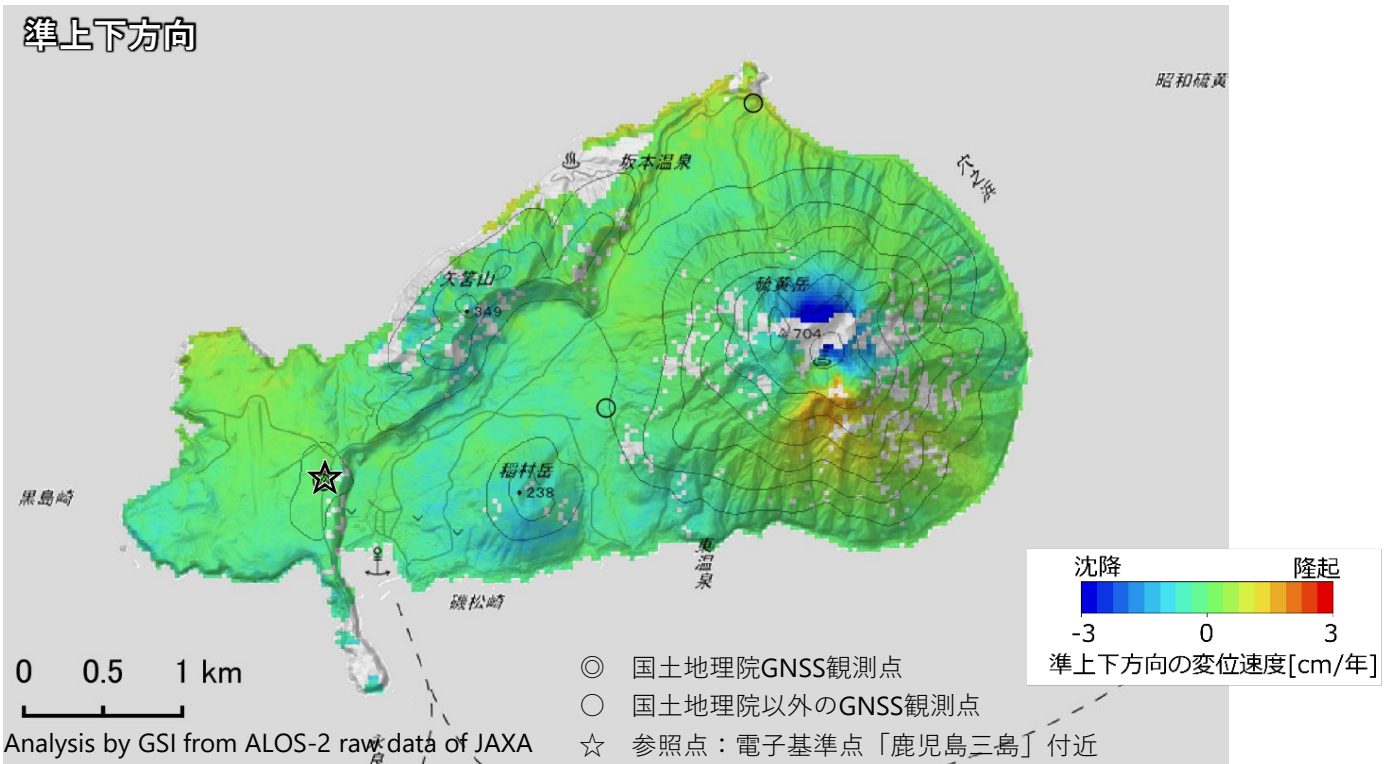 準上下方向
昭和硫黄
坂本温泉
穴之浜
矢筈山
349
硫黄岳
704
稲村岳
238
黒島崎
東温泉
磯松崎
沈降 隆起
-3 0 3
準上下方向の変位速度[cm/年]
0 0.5 1 km
◎ 国土地理院GNSS観測点
○ 国土地理院以外のGNSS観測点
☆ 参照点：電子基準点「鹿児島三島」付近
Analysis by GSI from ALOS-2 raw data of JAXA
永良